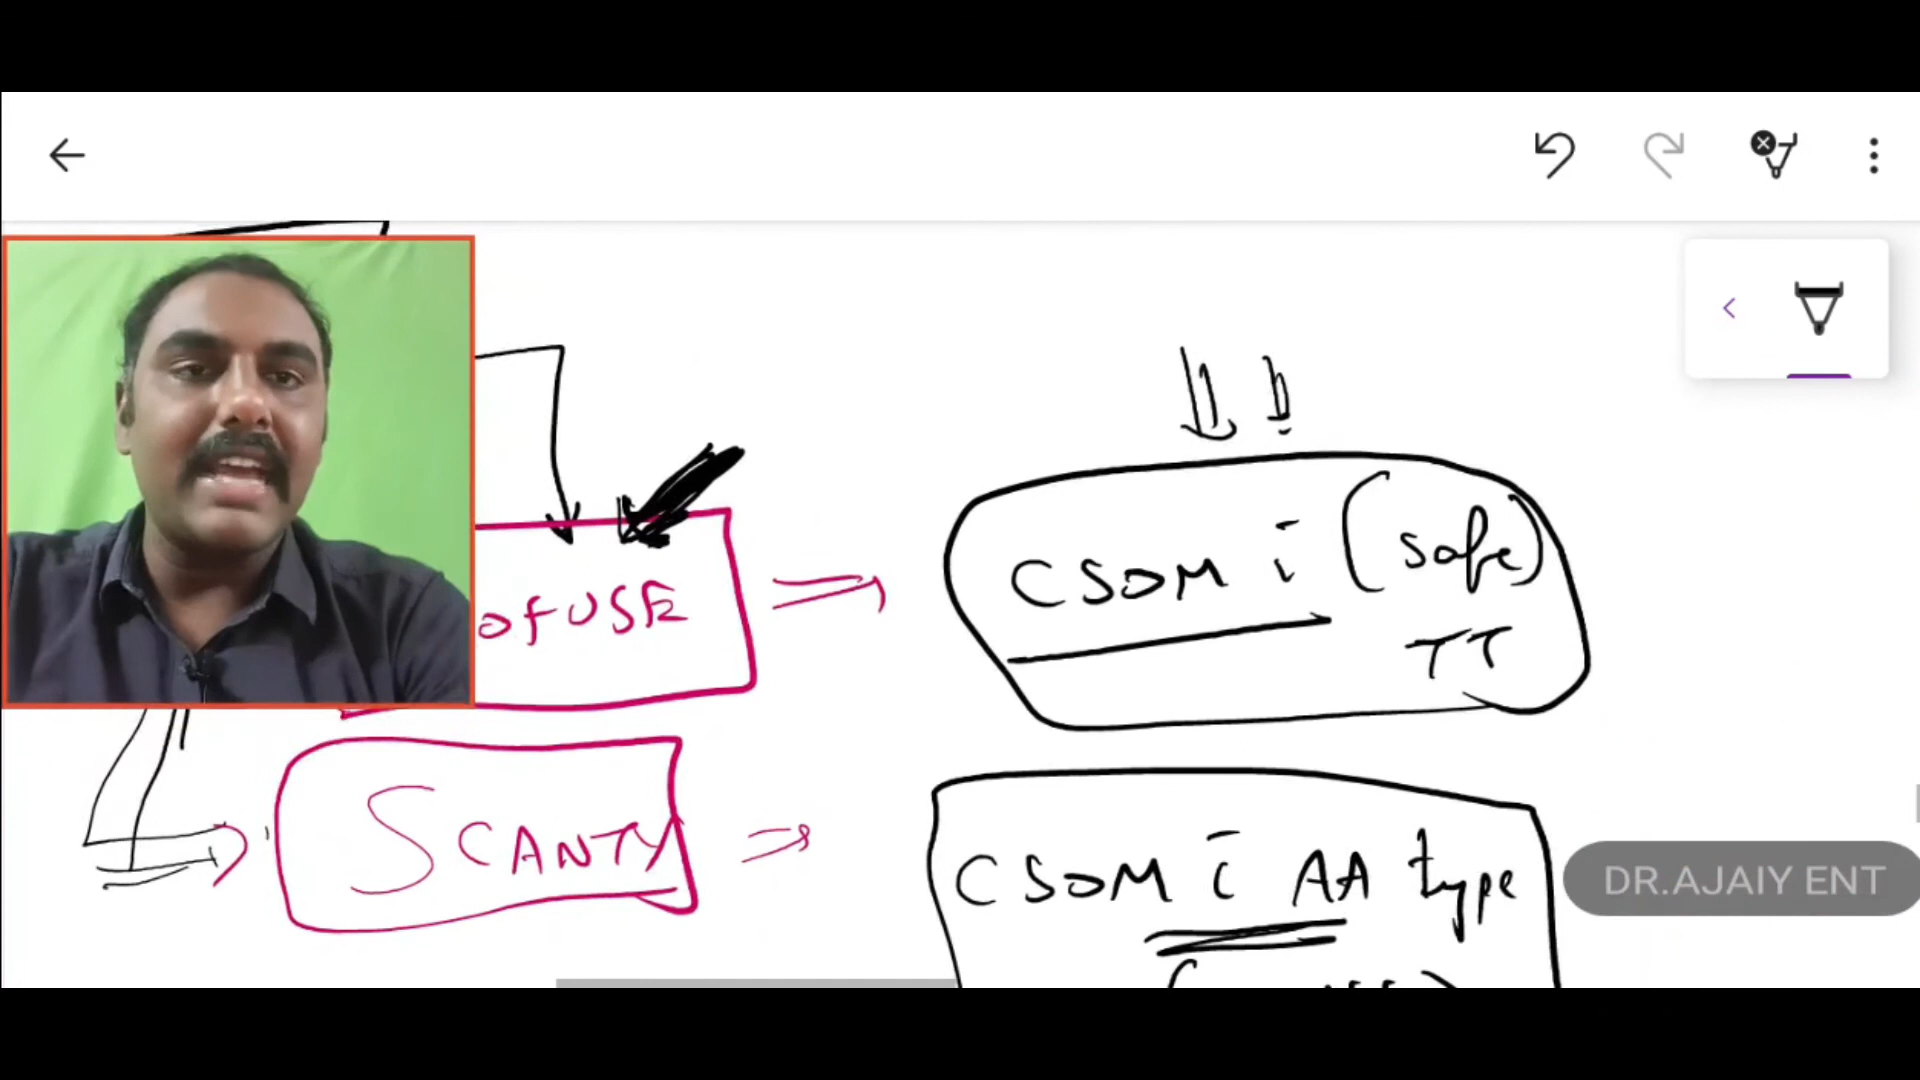 CSOM i (safe)
TT
ofUSE
SCANTY
CSOM i AA type
DR.AJAIY ENT